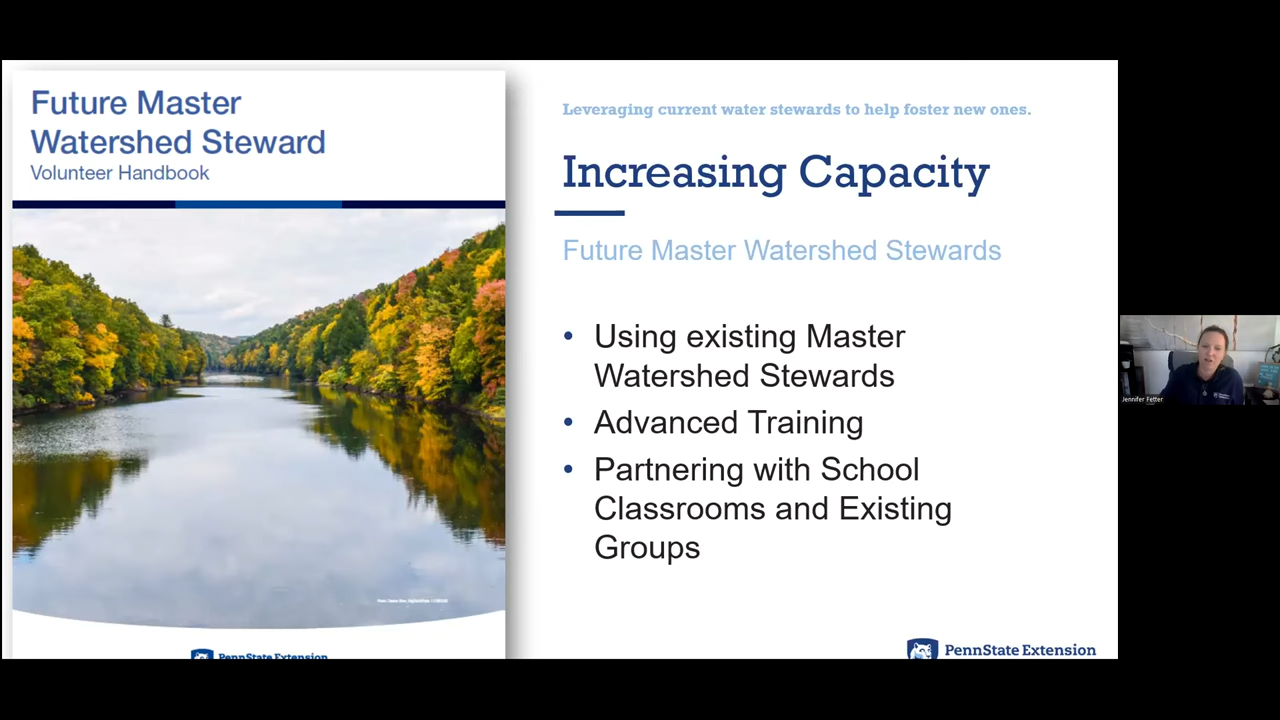 Future Master
Watershed Steward
Volunteer Handbook
PennState Extension
Leveraging current water stewards to help foster new ones.
Increasing Capacity
Future Master Watershed Stewards
• Using existing Master
Watershed Stewards
• Advanced Training
• Partnering with School
Classrooms and Existing
Groups
PennState Extension
Jennifer Fetter